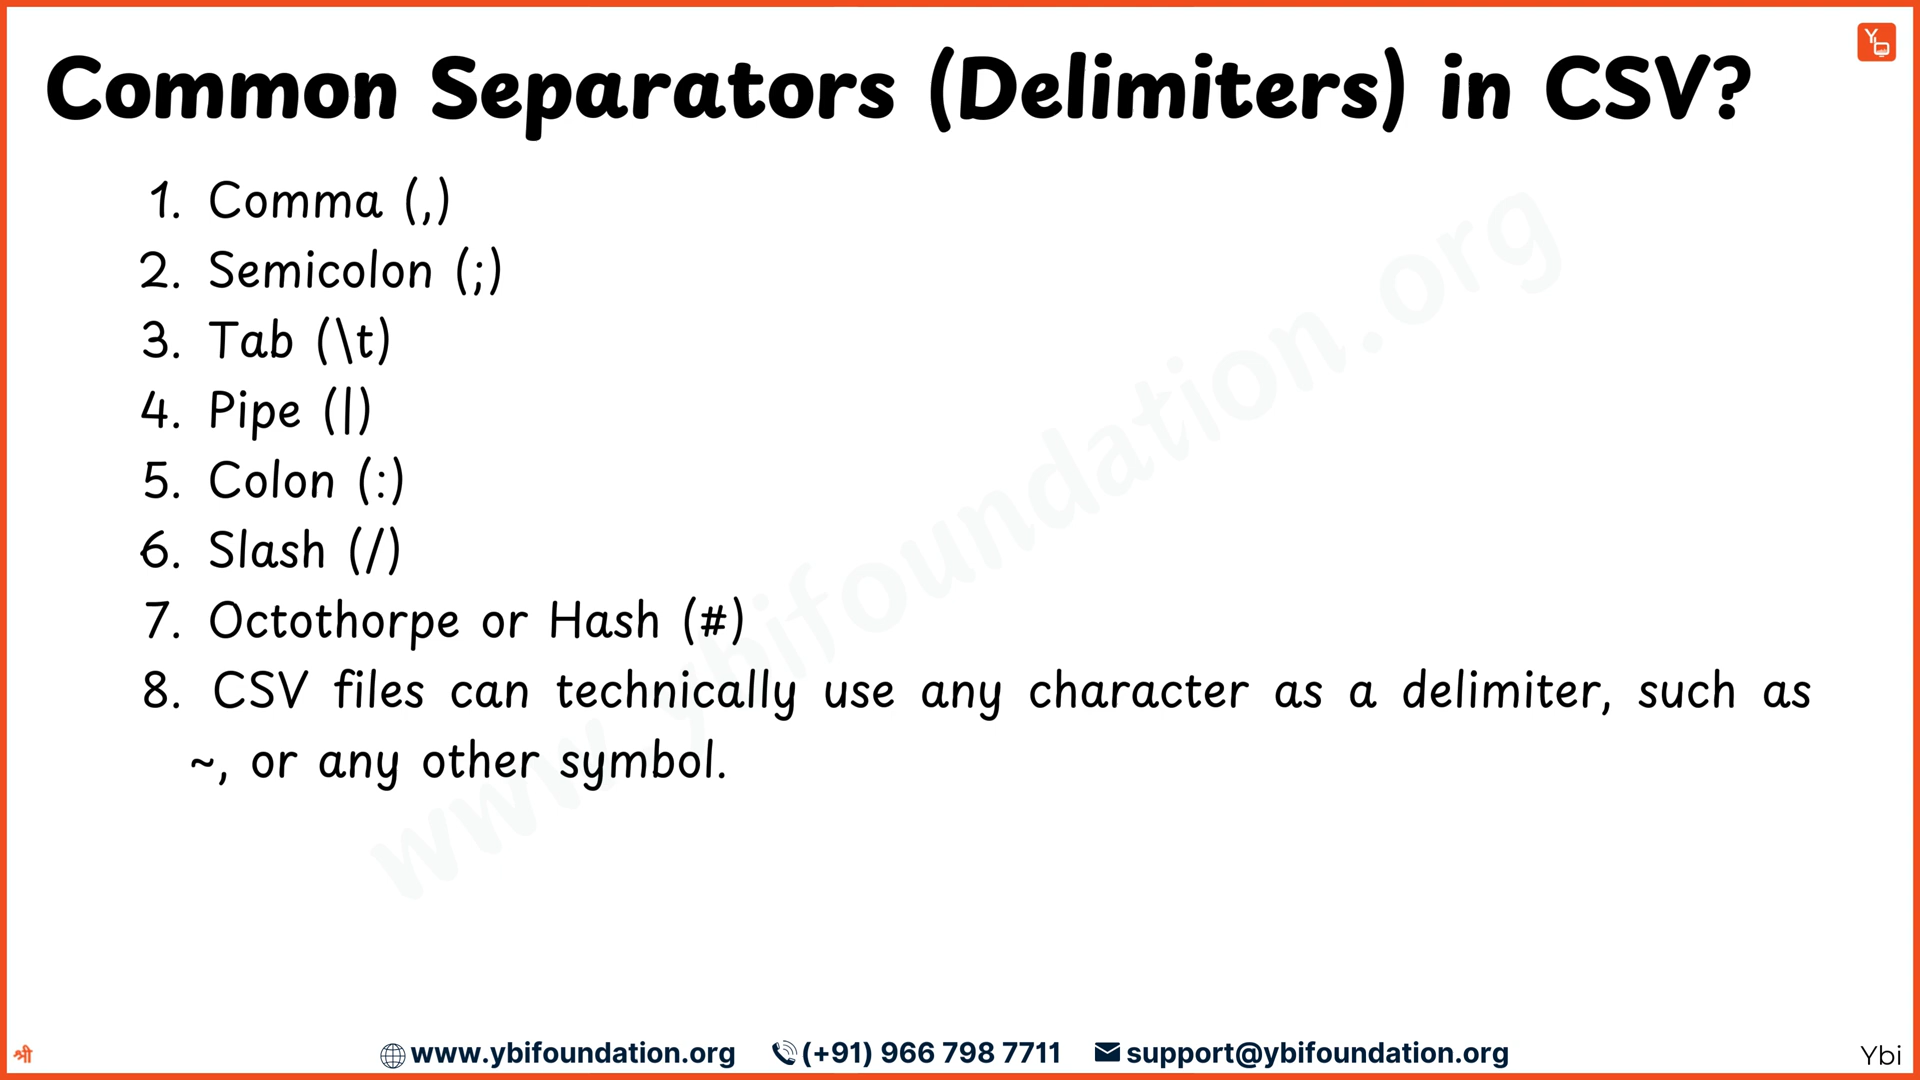 Common Separators (Delimiters) in CSV?
1. Comma (,)
2. Semicolon (;)
3. Tab (\t)
4. Pipe (|)
5. Colon (:)
6. Slash (/)
7. Octothorpe or Hash (#)
8. CSV files can technically use any character as a delimiter, such as
~, or any other symbol.
www.ybifoundation.org
श्री
www.ybifoundation.org (+91) 966 798 7711 support@ybifoundation.org
Ybi